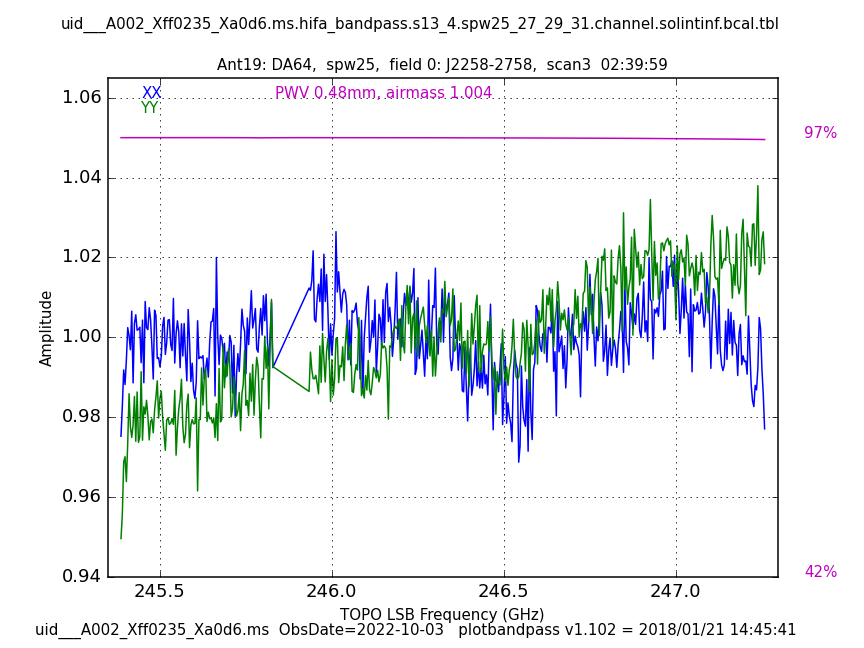 uid___A002_Xff0235_Xa0d6.ms.hifa_bandpass.s13_4.spw25_27_29_31.channel.solintinf.bcal.tbl
Ant19: DA64,  spw25,  field 0: J2258-2758,  scan3  02:39:59
XX
YY
PWV 0.48mm, airmass 1.004
97%
42%
1.06
1.04
1.02
1.00
0.98
0.96
0.94
Amplitude
245.5
246.0
246.5
247.0
TOPO LSB Frequency (GHz)
uid___A002_Xff0235_Xa0d6.ms  ObsDate=2022-10-03   plotbandpass v1.102 = 2018/01/21 14:45:41